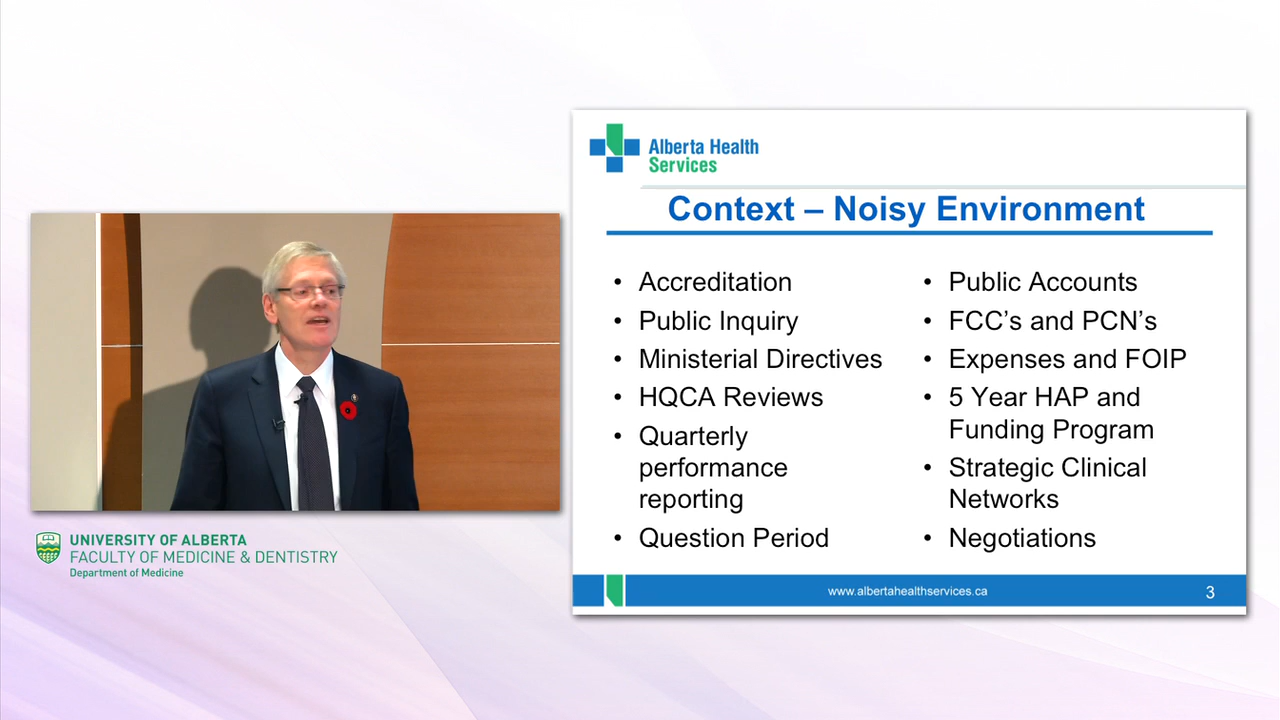 Alberta Health
Services
Context – Noisy Environment
• Accreditation
• Public Inquiry
• Ministerial Directives
• HQCA Reviews
• Quarterly
performance
reporting
• Question Period
• Public Accounts
• FCC’s and PCN’s
• Expenses and FOIP
• 5 Year HAP and
Funding Program
• Strategic Clinical
Networks
• Negotiations
www.albertahealthservices.ca
3
UNIVERSITY OF ALBERTA
FACULTY OF MEDICINE & DENTISTRY
Department of Medicine